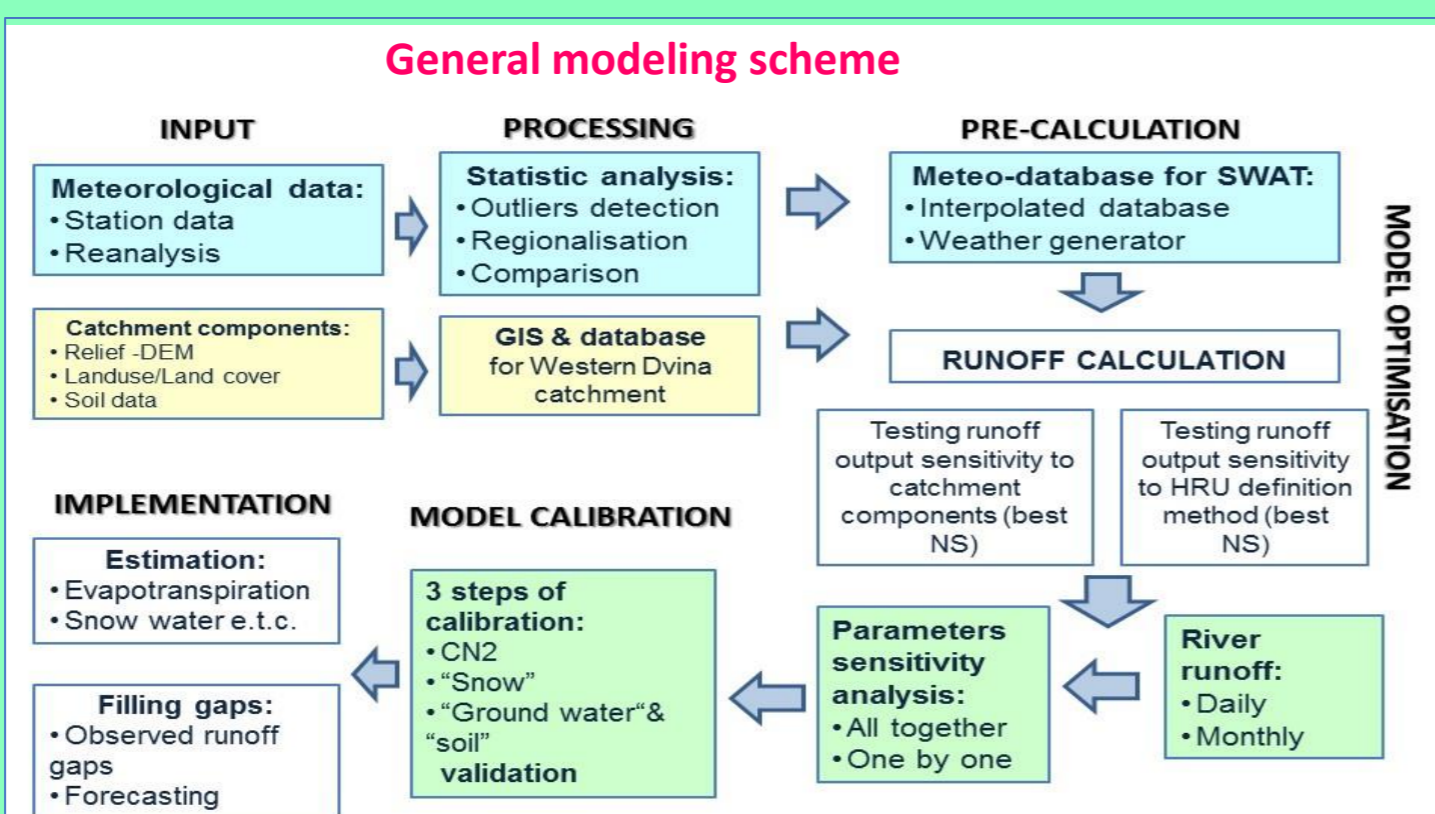 General modeling scheme
INPUT
Meteorological data:
• Station data
• Reanalysis
Catchment components:
• Relief -DEM
• Landuse/Land cover
• Soil data
PROCESSING
Statistic analysis:
• Outliers detection
• Regionalisation
• Comparison
GIS & database
for Western Dvina
catchment
PRE-CALCULATION
Meteo-database for SWAT:
• Interpolated database
• Weather generator
RUNOFF CALCULATION
Testing runoff
output sensitivity to
catchment
components (best
NS)
Testing runoff
output sensitivity
to HRU definition
method (best
NS)
MODEL OPTIMISATION
River
runoff:
• Daily
• Monthly
Parameters
sensitivity
analysis:
• All together
• One by one
MODEL CALIBRATION
3 steps of
calibration:
• CN2
• “Snow”
• “Ground water“&
“soil”
validation
IMPLEMENTATION
Estimation:
• Evapotranspiration
• Snow water e.t.c.
Filling gaps:
• Observed runoff
gaps
• Forecasting